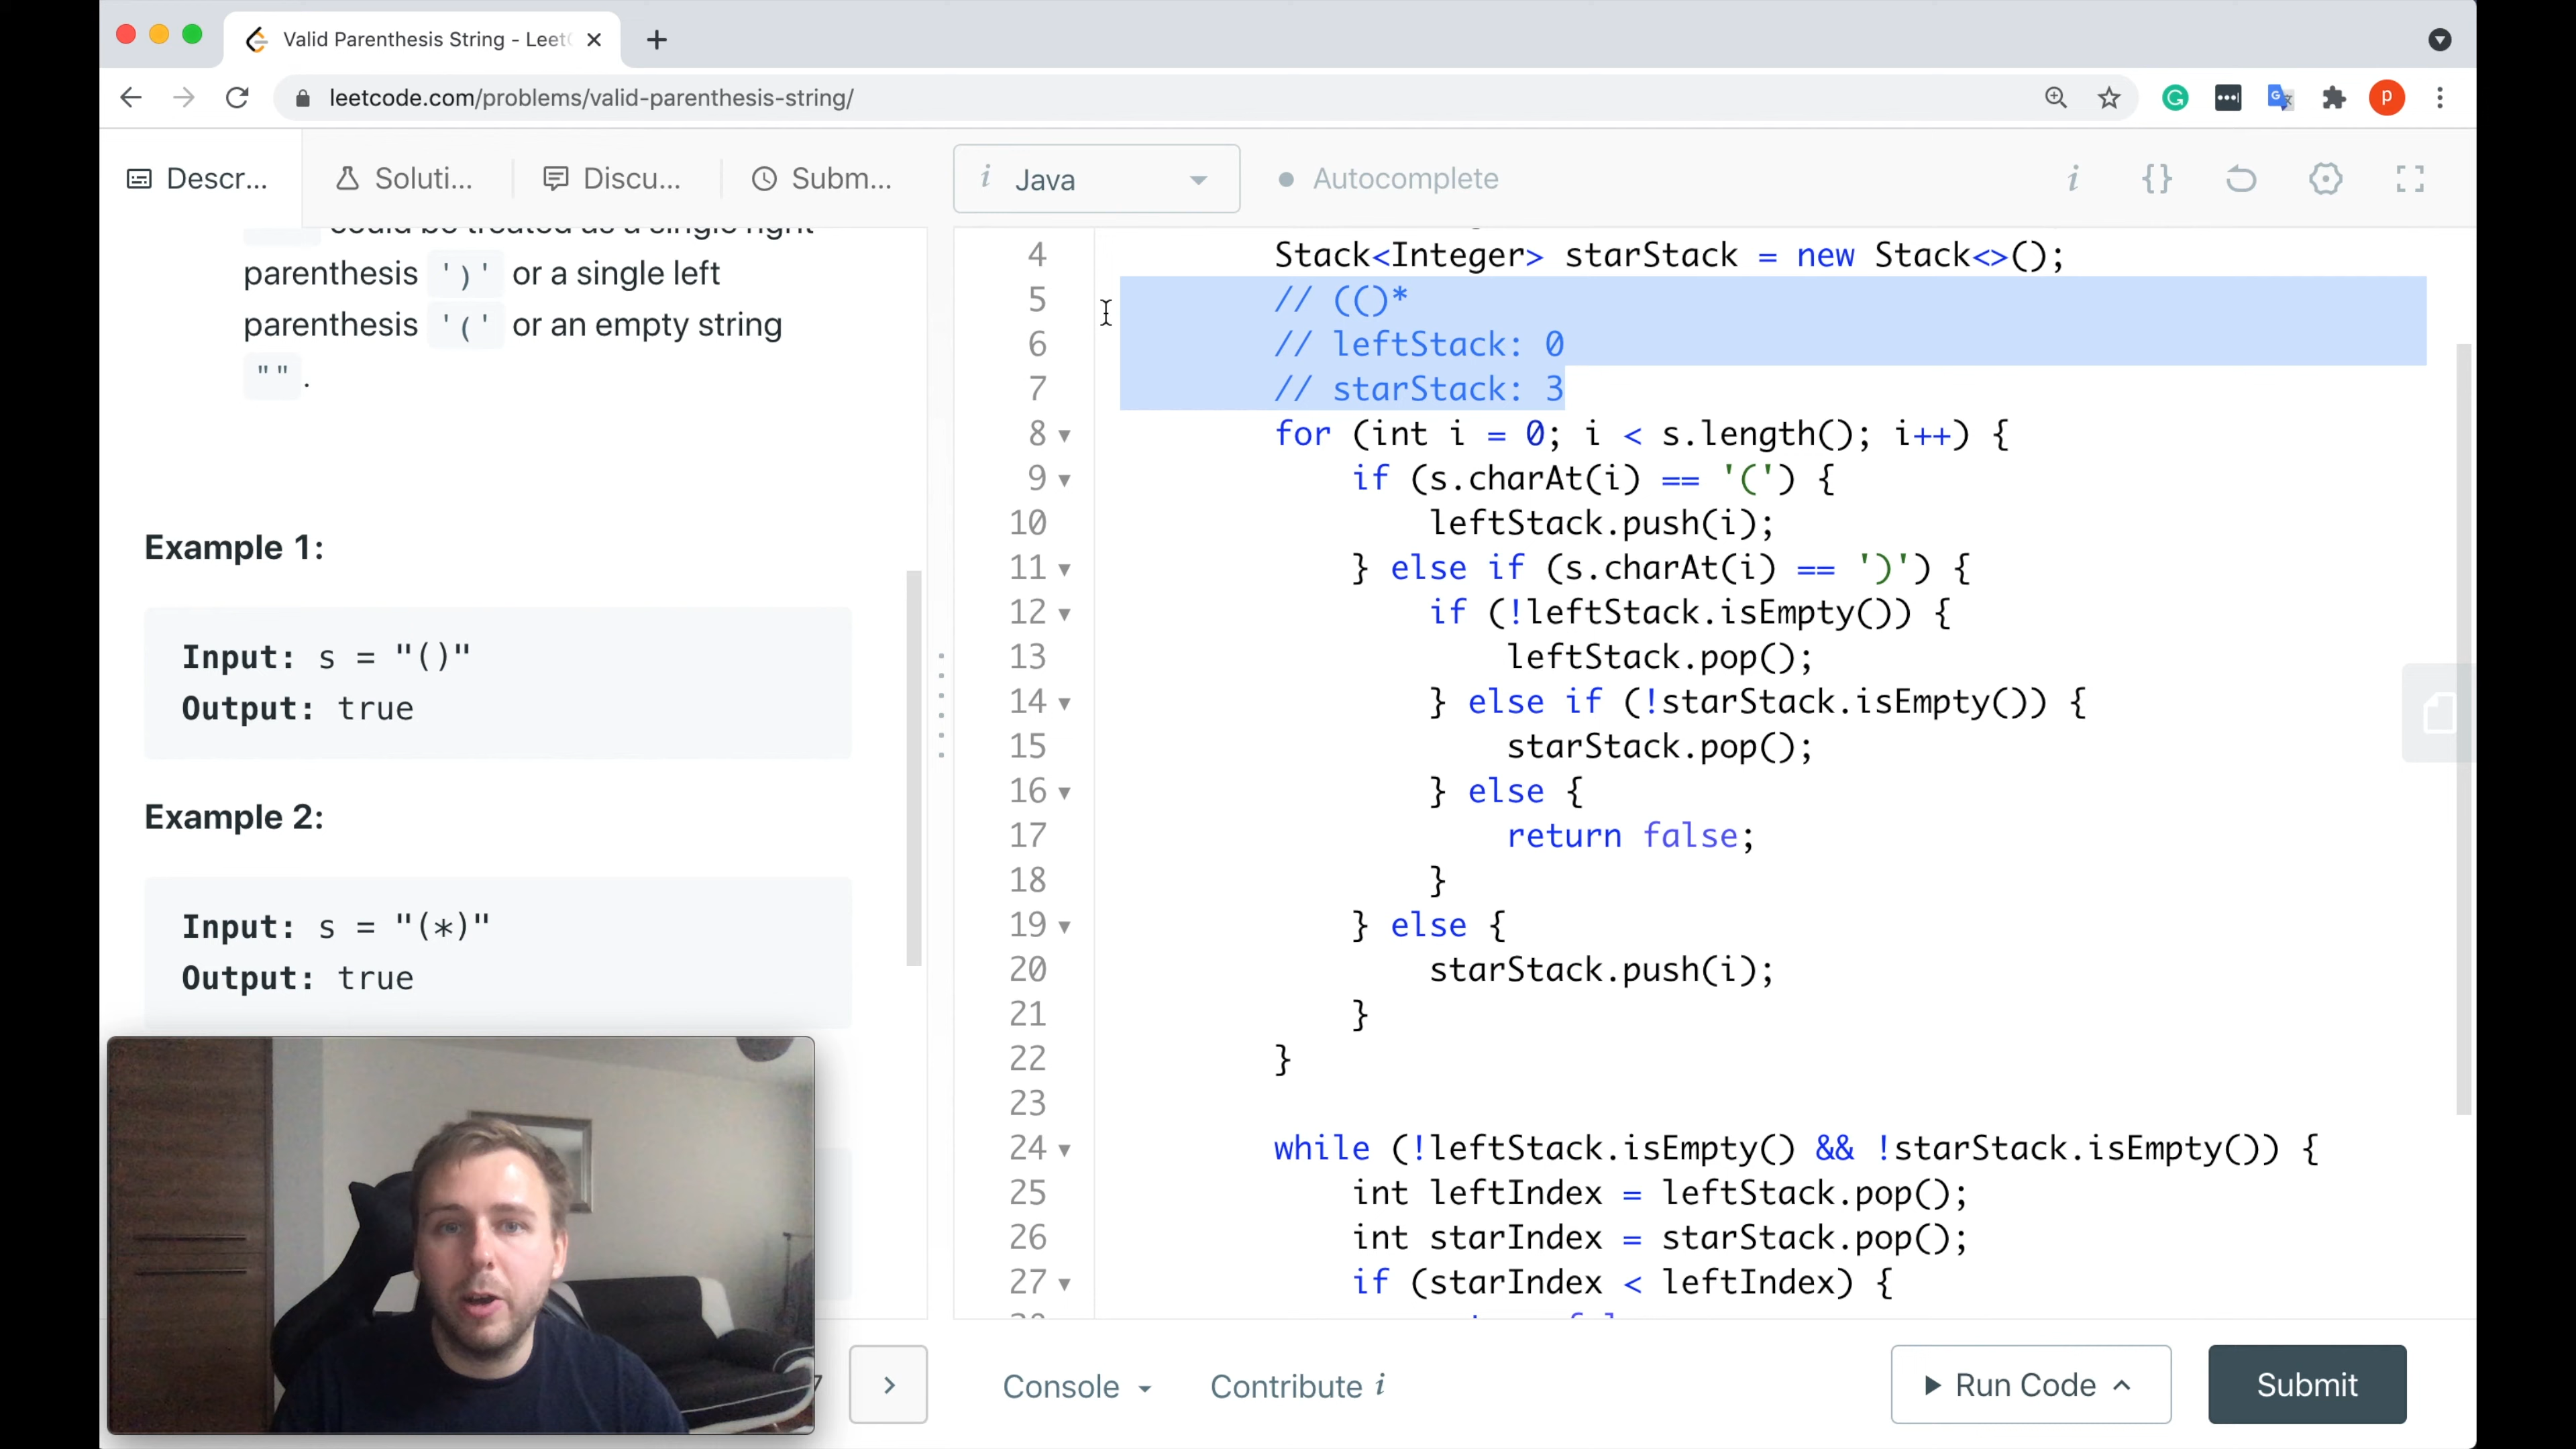 Valid Parenthesis String - Leet
leetcode.com/problems/valid-parenthesis-string/
Descr...
Soluti...
Discu...
Subm...
i Java
Autocomplete
could be treated as a single right
parenthesis ')' or a single left
parenthesis '(' or an empty string
"".
Example 1:
Input: s = "()"
Output: true
Example 2:
Input: s = "(*)"
Output: true
4 Stack<Integer> starStack = new Stack<>();
5 // (()*
6 // leftStack: 0
7 // starStack: 3
8 for (int i = 0; i < s.length(); i++) {
9 if (s.charAt(i) == '(') {
10 leftStack.push(i);
11 } else if (s.charAt(i) == ')') {
12 if (!leftStack.isEmpty()) {
13 leftStack.pop();
14 } else if (!starStack.isEmpty()) {
15 starStack.pop();
16 } else {
17 return false;
18 }
19 } else {
20 starStack.push(i);
21 }
22 }
23
24 while (!leftStack.isEmpty() && !starStack.isEmpty()) {
25 int leftIndex = leftStack.pop();
26 int starIndex = starStack.pop();
27 if (starIndex < leftIndex) {
Console
Contribute i
Run Code
Submit